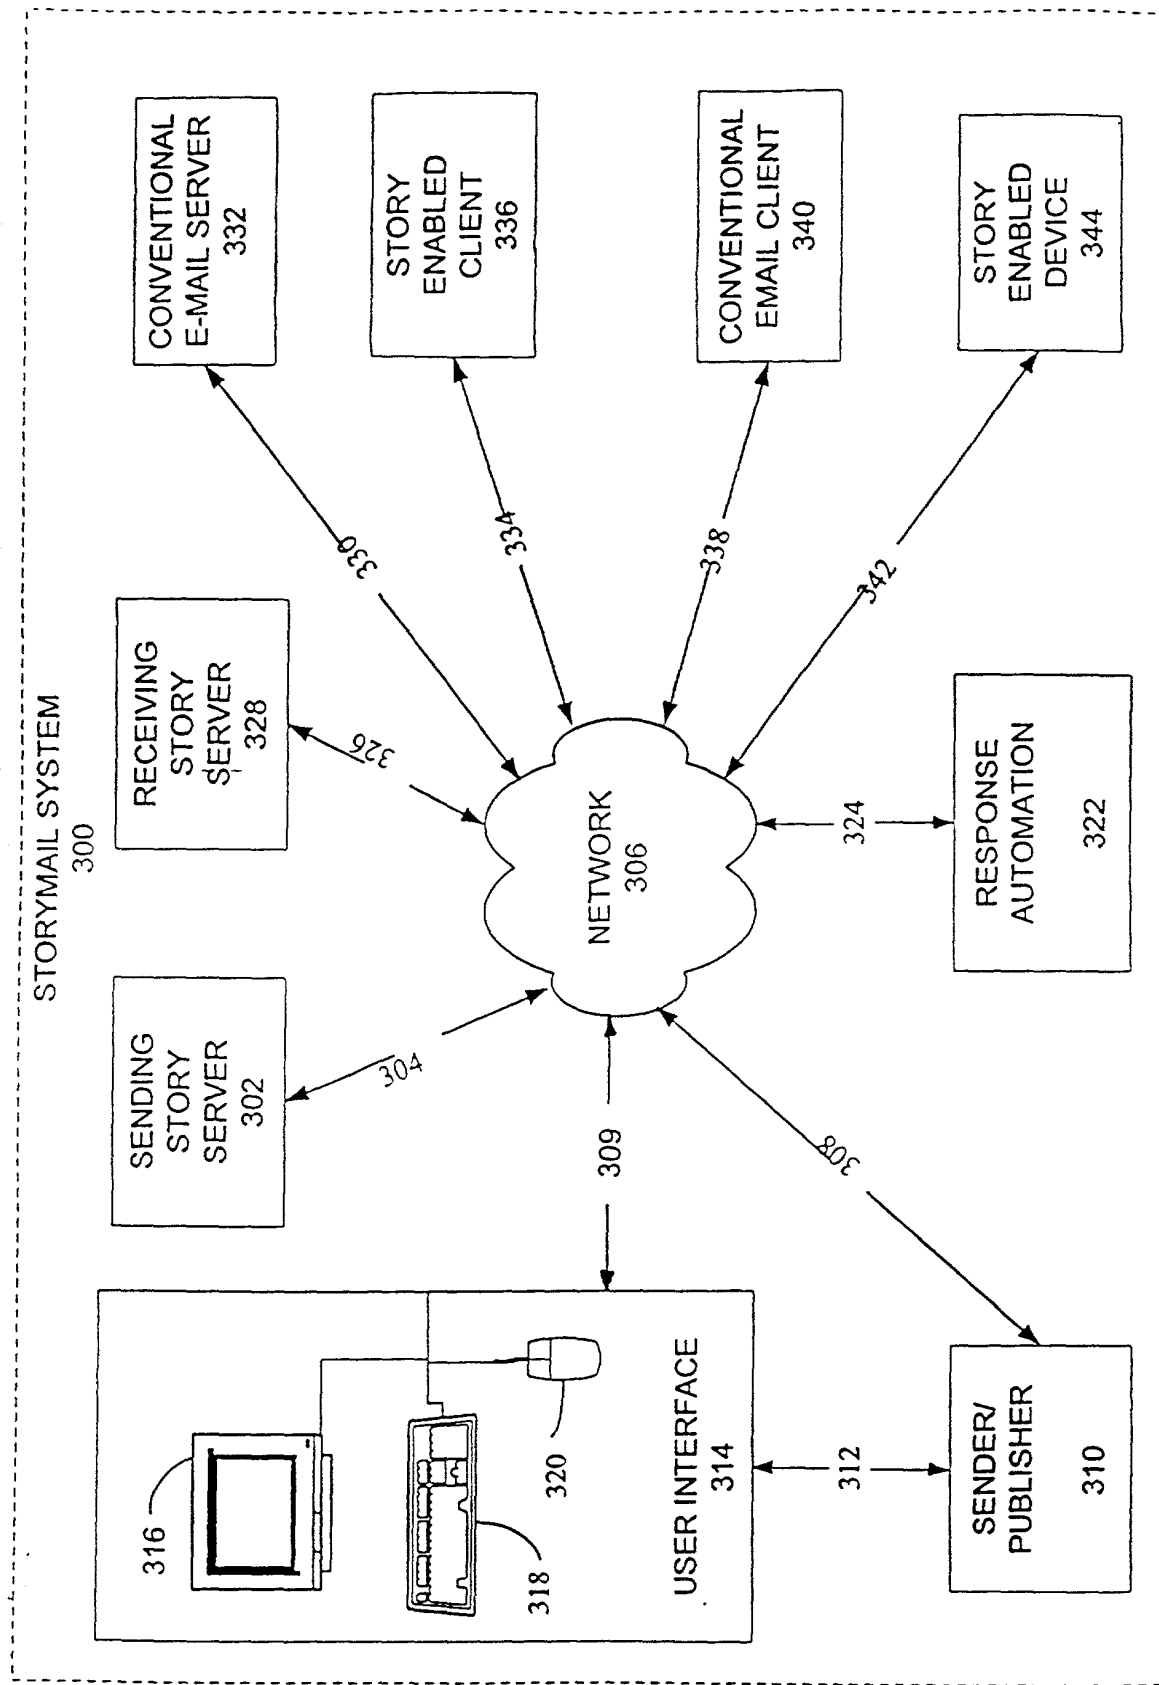 STORYMAIL SYSTEM
300
SENDING
STORY
SERVER
302
RECEIVING
STORY
SERVER
328
CONVENTIONAL
E-MAIL SERVER
332
STORY
ENABLED
CLIENT
336
CONVENTIONAL
EMAIL CLIENT
340
STORY
ENABLED
DEVICE
344
304
326
330
334
338
342
NETWORK
306
309
308
324
316
318
320
USER INTERFACE
314
312
SENDER/
PUBLISHER
310
RESPONSE
AUTOMATION
322